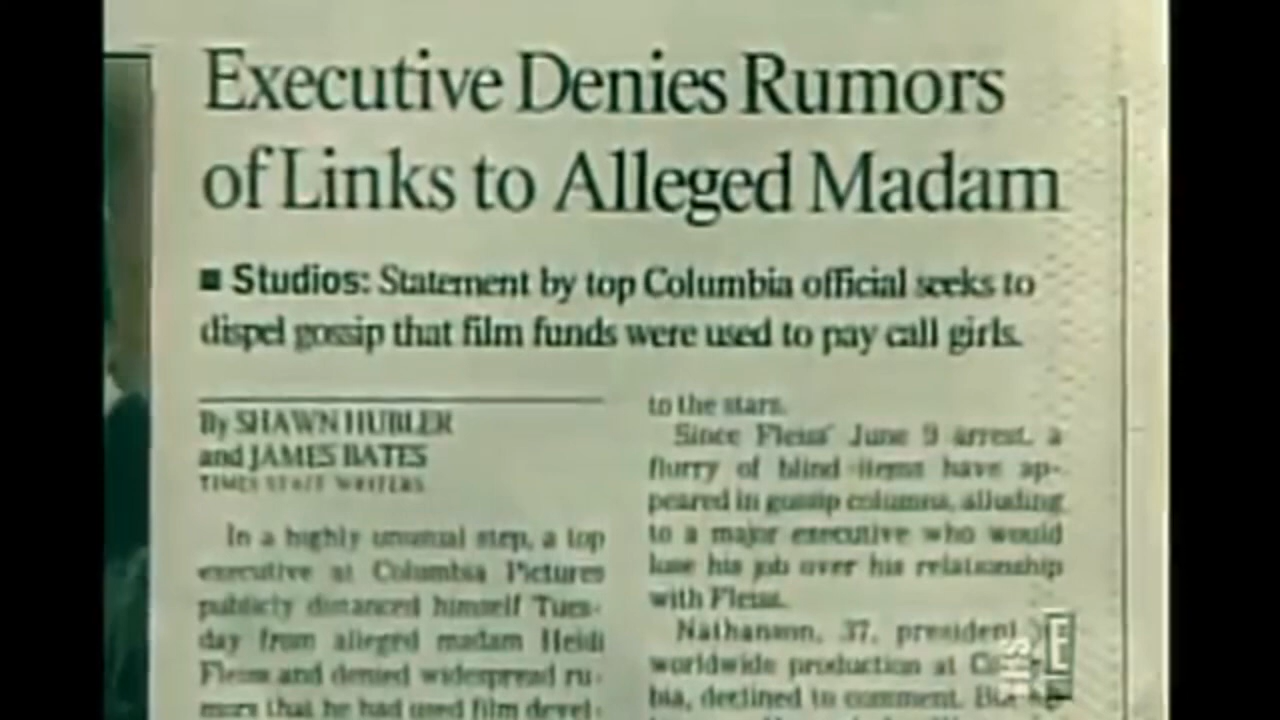 Executive Denies Rumors
of Links to Alleged Madam
■ Studios: Statement by top Columbia official seeks to
dispel gossip that film funds were used to pay call girls.
By SHAWN HUBLER
and JAMES BATES
TIMES STAFF WRITERS
In a highly unusual step, a top
executive at Columbia Pictures
publicly distanced himself Tues-
day from alleged madam Heidi
Fleiss and denied widespread ru-
mors that he had used film devel-
to the stars.
Since Fleiss' June 9 arrest, a
flurry of blind items have ap-
peared in gossip columns, alluding
to a major executive who would
lose his job over his relationship
with Fleiss.
Nathanson, 37, president
worldwide production at
bia, declined to comment.
E!
THS